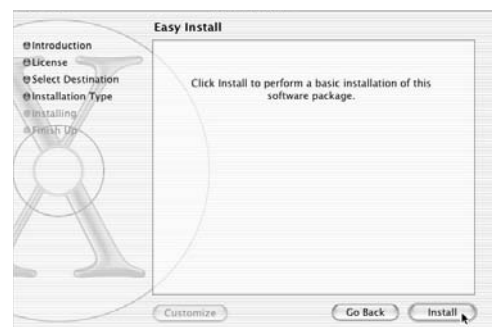 Easy Install
Introduction
License
Select Destination
Installation Type
Installing
Finish Up
Click Install to perform a basic installation of this
software package.
Customize
Go Back
Install